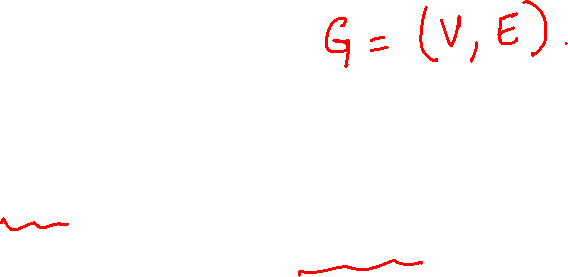 G = (V, E).